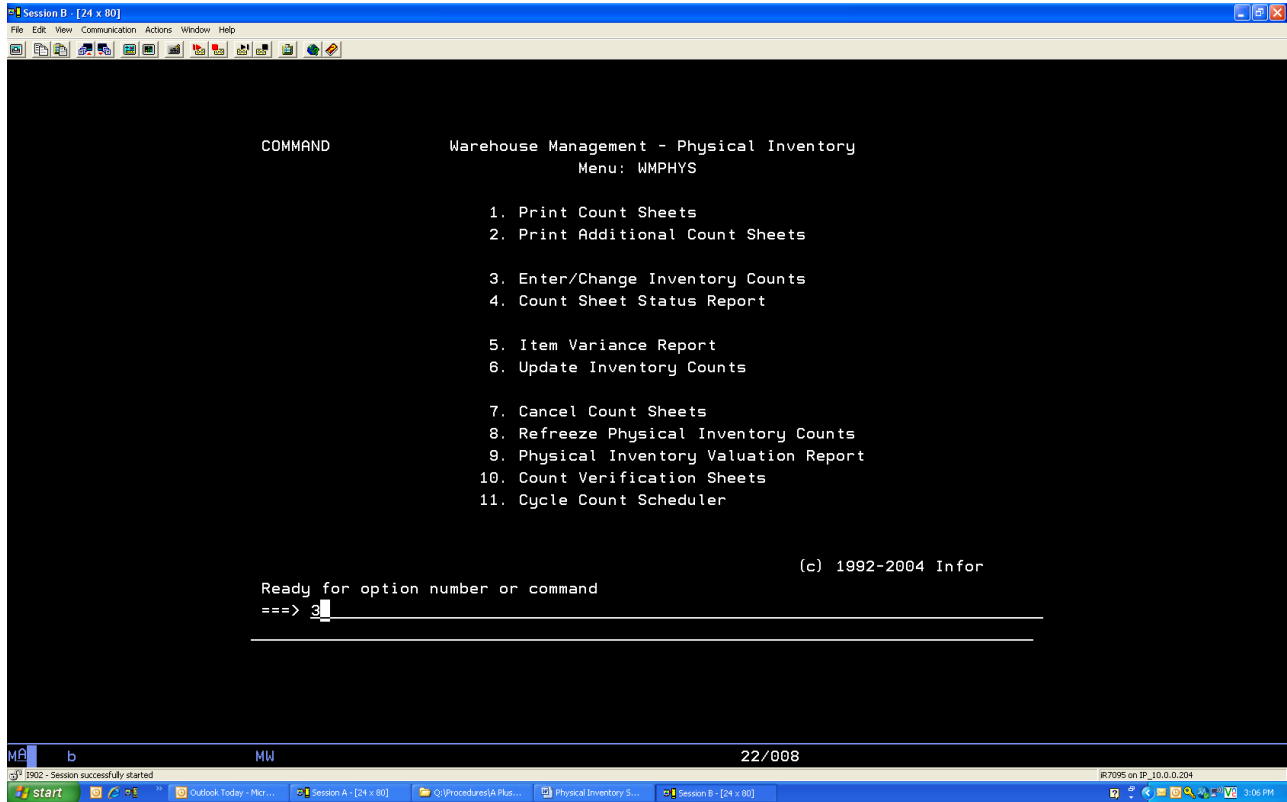 Session B - [24 x 80]
File Edit View Communication Actions Window Help
COMMAND Warehouse Management - Physical Inventory
Menu: WMPHYS
1. Print Count Sheets
2. Print Additional Count Sheets
3. Enter/Change Inventory Counts
4. Count Sheet Status Report
5. Item Variance Report
6. Update Inventory Counts
7. Cancel Count Sheets
8. Refreeze Physical Inventory Counts
9. Physical Inventory Valuation Report
10. Count Verification Sheets
11. Cycle Count Scheduler
(c) 1992-2004 Infor
Ready for option number or command
===> 3
MA b MW 22/008
I902 - Session successfully started iR7095 on IP_10.0.0.204
start Outlook Today - Micr... Session A - [24 x 80] Q:\Procedures\A Plus... Physical Inventory S... Session B - [24 x 80] 3:06 PM